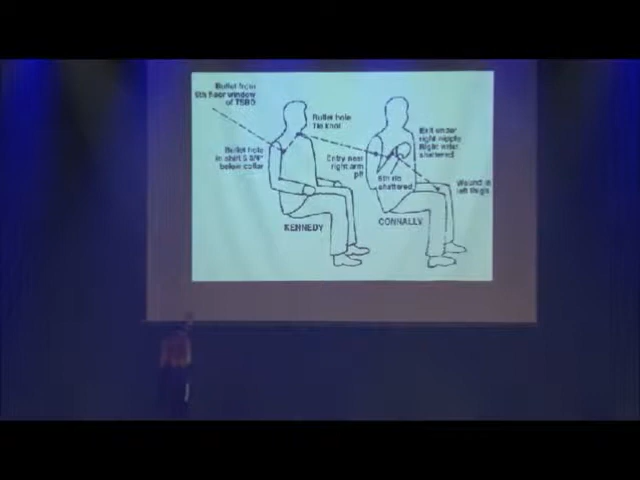 Bullet from
6th floor window
of TSBD
Bullet hole
Tie knot
Bullet hole
in shirt 5 3/4"
below collar
Entry near
right arm
pit
Exit under
right nipple
Right wrist
shattered
5th rib
shattered
Wound in
left thigh
KENNEDY
CONNALLY